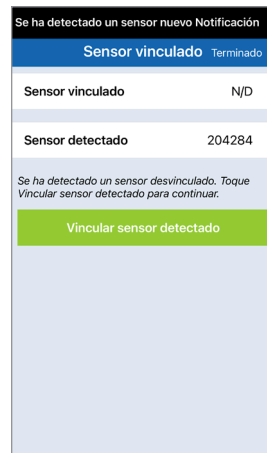 Se ha detectado un sensor nuevo Notificación
Sensor vinculado Terminado
Sensor vinculado N/D
Sensor detectado 204284
Se ha detectado un sensor desvinculado. Toque
Vincular sensor detectado para continuar.
Vincular sensor detectado